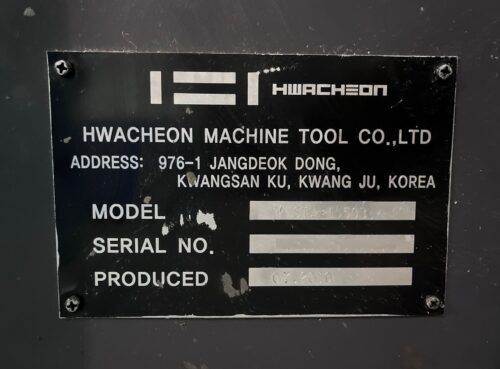 HWACHEON
HWACHEON MACHINE TOOL CO.,LTD
ADDRESS: 976-1 JANGDEOK DONG,
KWANGSAN KU, KWANG JU, KOREA
MODEL
SERIAL NO.
PRODUCED